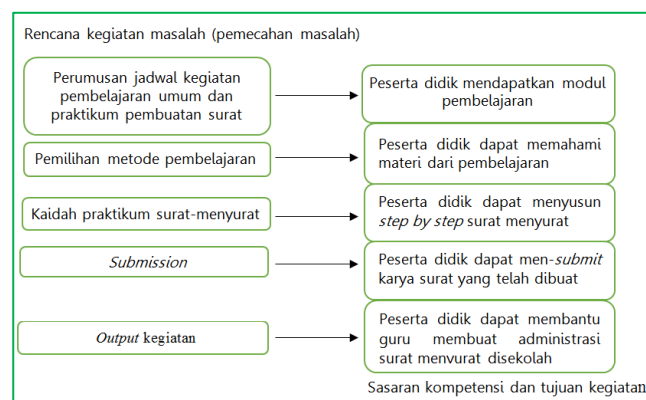 Rencana kegiatan masalah (pemecahan masalah)
Perumusan jadwal kegiatan
pembelajaran umum dan
praktikum pembuatan surat
Peserta didik mendapatkan modul
pembelajaran
Pemilihan metode pembelajaran
Peserta didik dapat memahami
materi dari pembelajaran
Kaidah praktikum surat-menyurat
Peserta didik dapat menyusun
step by step surat menyurat
Submission
Peserta didik dapat men-submit
karya surat yang telah dibuat
Output kegiatan
Peserta didik dapat membantu
guru membuat administrasi
surat menyurat disekolah
Sasaran kompetensi dan tujuan kegiatan